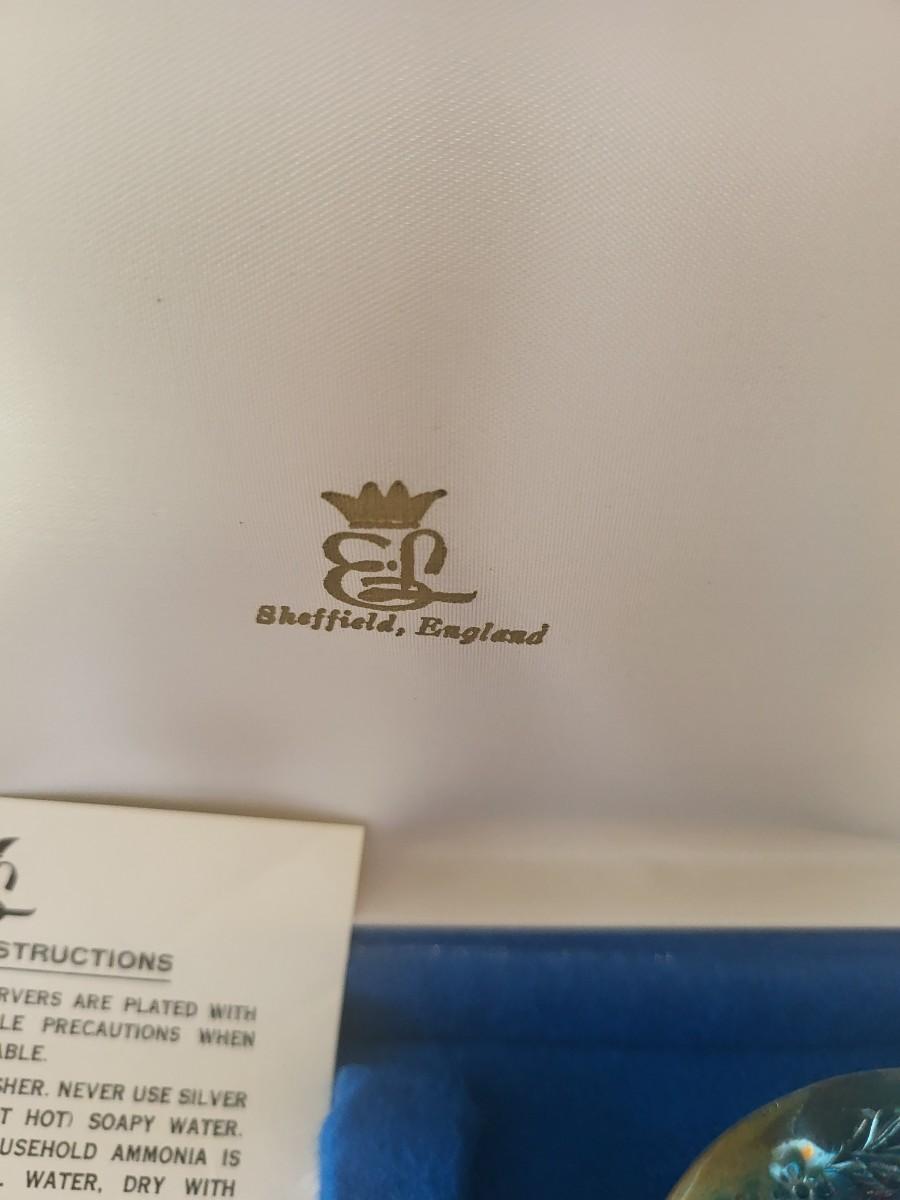 E.L
Sheffield, England
STRUCTIONS
RVERS ARE PLATED WITH
LE PRECAUTIONS WHEN
ABLE.
SHER. NEVER USE SILVER
T HOT) SOAPY WATER.
USEHOLD AMMONIA IS
. WATER, DRY WITH